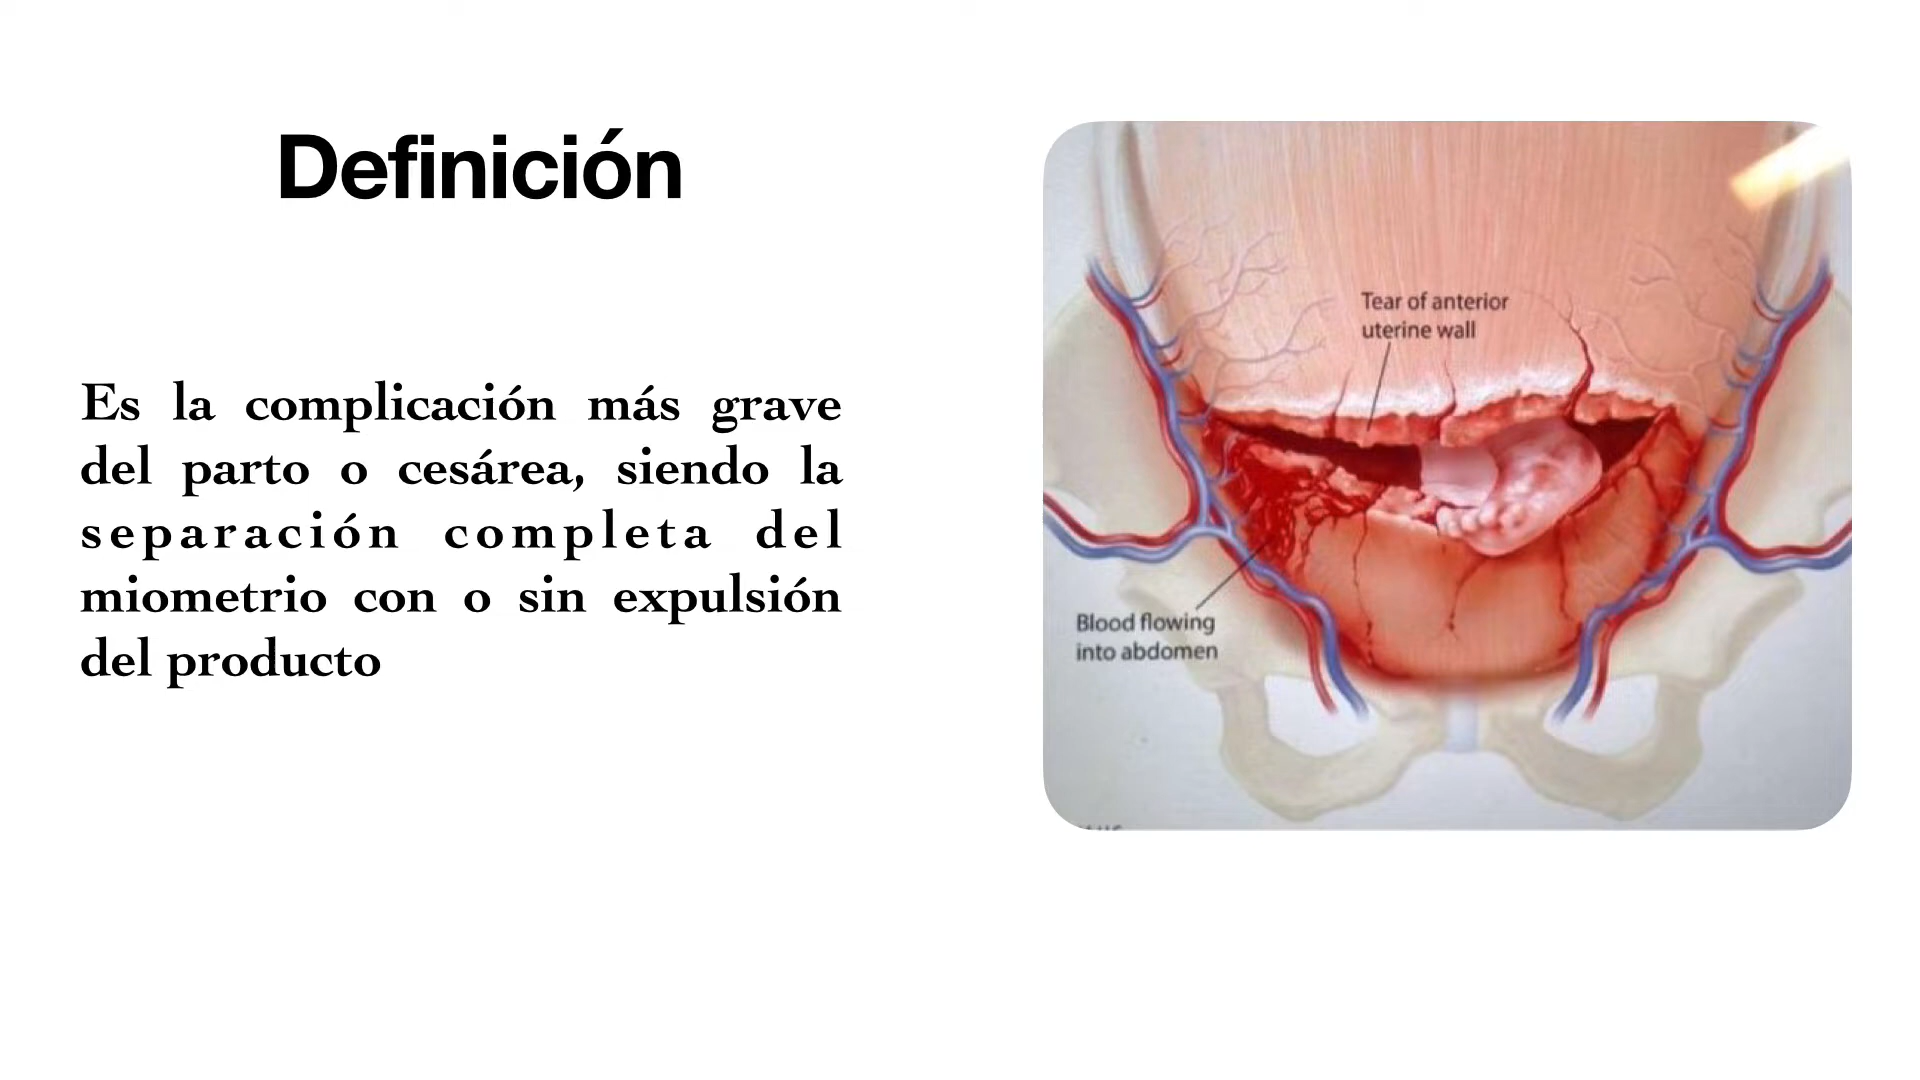 Definición
Es la complicación más grave
del parto o cesárea, siendo la
separación completa del
miometrio con o sin expulsión
del producto
Tear of anterior
uterine wall
Blood flowing
into abdomen